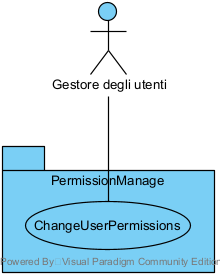 Gestore degli utenti
PermissionManage
ChangeUserPermissions
Powered By Visual Paradigm Community Edition